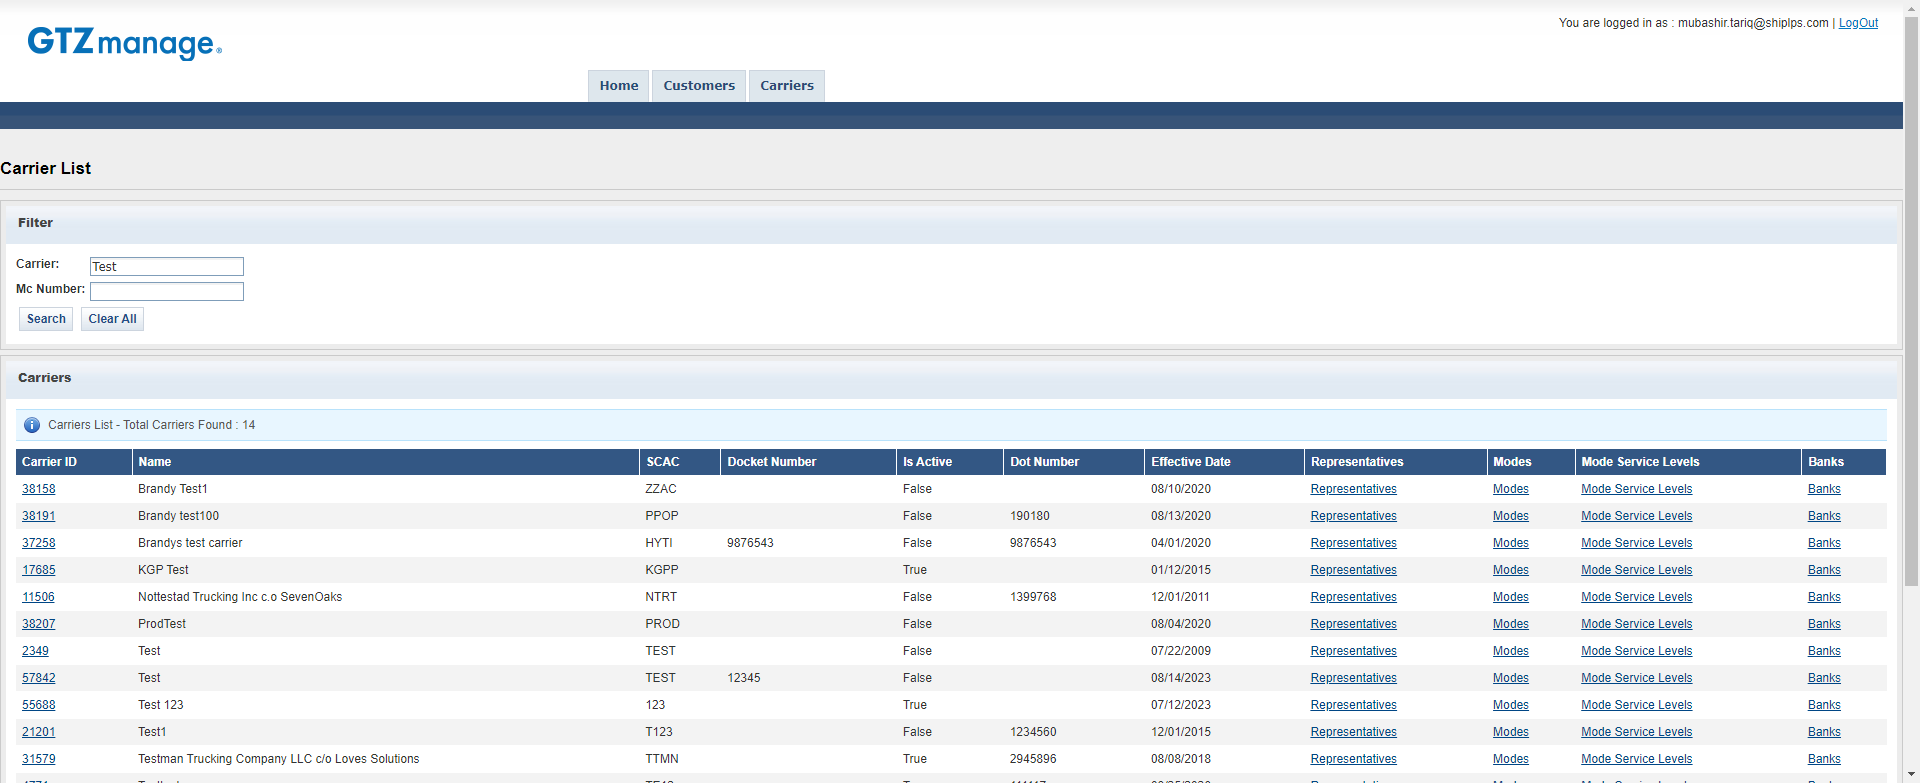 You are logged in as : mubashir.tariq@shiplps.com | LogOut
GTZmanage®
Home Customers Carriers
Carrier List
Filter
Carrier: Test
Mc Number:
Search Clear All
Carriers
Carriers List - Total Carriers Found : 14
Carrier ID Name SCAC Docket Number Is Active Dot Number Effective Date Representatives Modes Mode Service Levels Banks
38158 Brandy Test1 ZZAC False 08/10/2020 Representatives Modes Mode Service Levels Banks
38191 Brandy test100 PPOP False 190180 08/13/2020 Representatives Modes Mode Service Levels Banks
37258 Brandys test carrier HYTI 9876543 False 9876543 04/01/2020 Representatives Modes Mode Service Levels Banks
17685 KGP Test KGPP True 01/12/2015 Representatives Modes Mode Service Levels Banks
11506 Nottestad Trucking Inc c.o SevenOaks NTRT False 1399768 12/01/2011 Representatives Modes Mode Service Levels Banks
38207 ProdTest PROD False 08/04/2020 Representatives Modes Mode Service Levels Banks
2349 Test TEST False 07/22/2009 Representatives Modes Mode Service Levels Banks
57842 Test TEST 12345 False 08/14/2023 Representatives Modes Mode Service Levels Banks
55688 Test 123 123 True 07/12/2023 Representatives Modes Mode Service Levels Banks
21201 Test1 T123 False 1234560 12/01/2015 Representatives Modes Mode Service Levels Banks
31579 Testman Trucking Company LLC c/o Loves Solutions TTMN True 2945896 08/08/2018 Representatives Modes Mode Service Levels Banks
Representatives Modes Mode Service Levels Banks